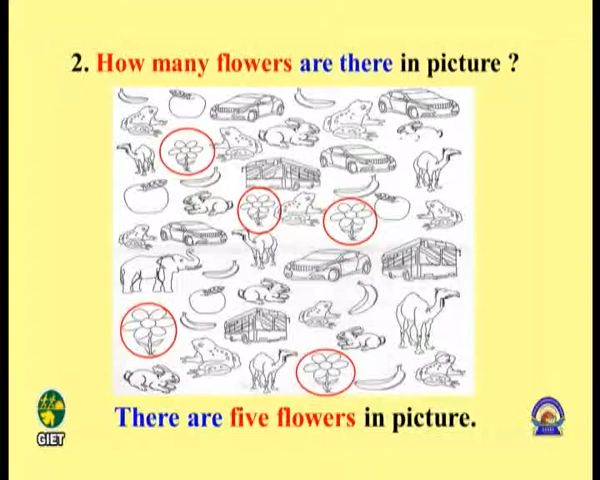 2. How many flowers are there in picture ?
There are five flowers in picture.
GIET